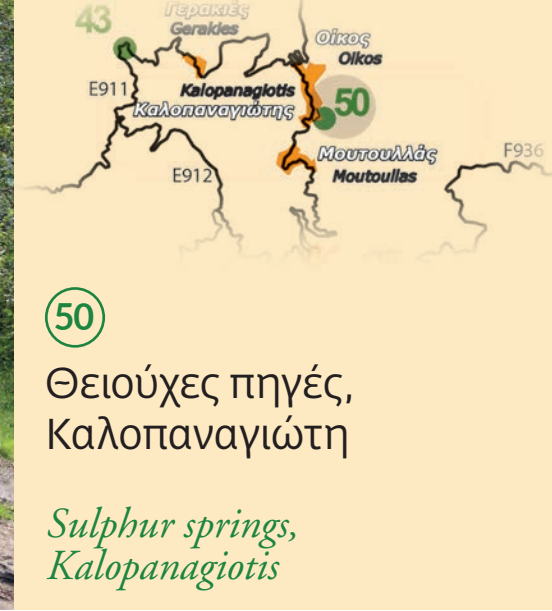 43
Γερακιές
Gerakies
Οίκος
Oikos
E911
Kalopanagiotis
Καλοπαναγιώτης
50
Μουτουλλάς
Moutoullas
F936
E912
50
Θειούχες πηγές,
Καλοπαναγιώτη
Sulphur springs,
Kalopanagiotis